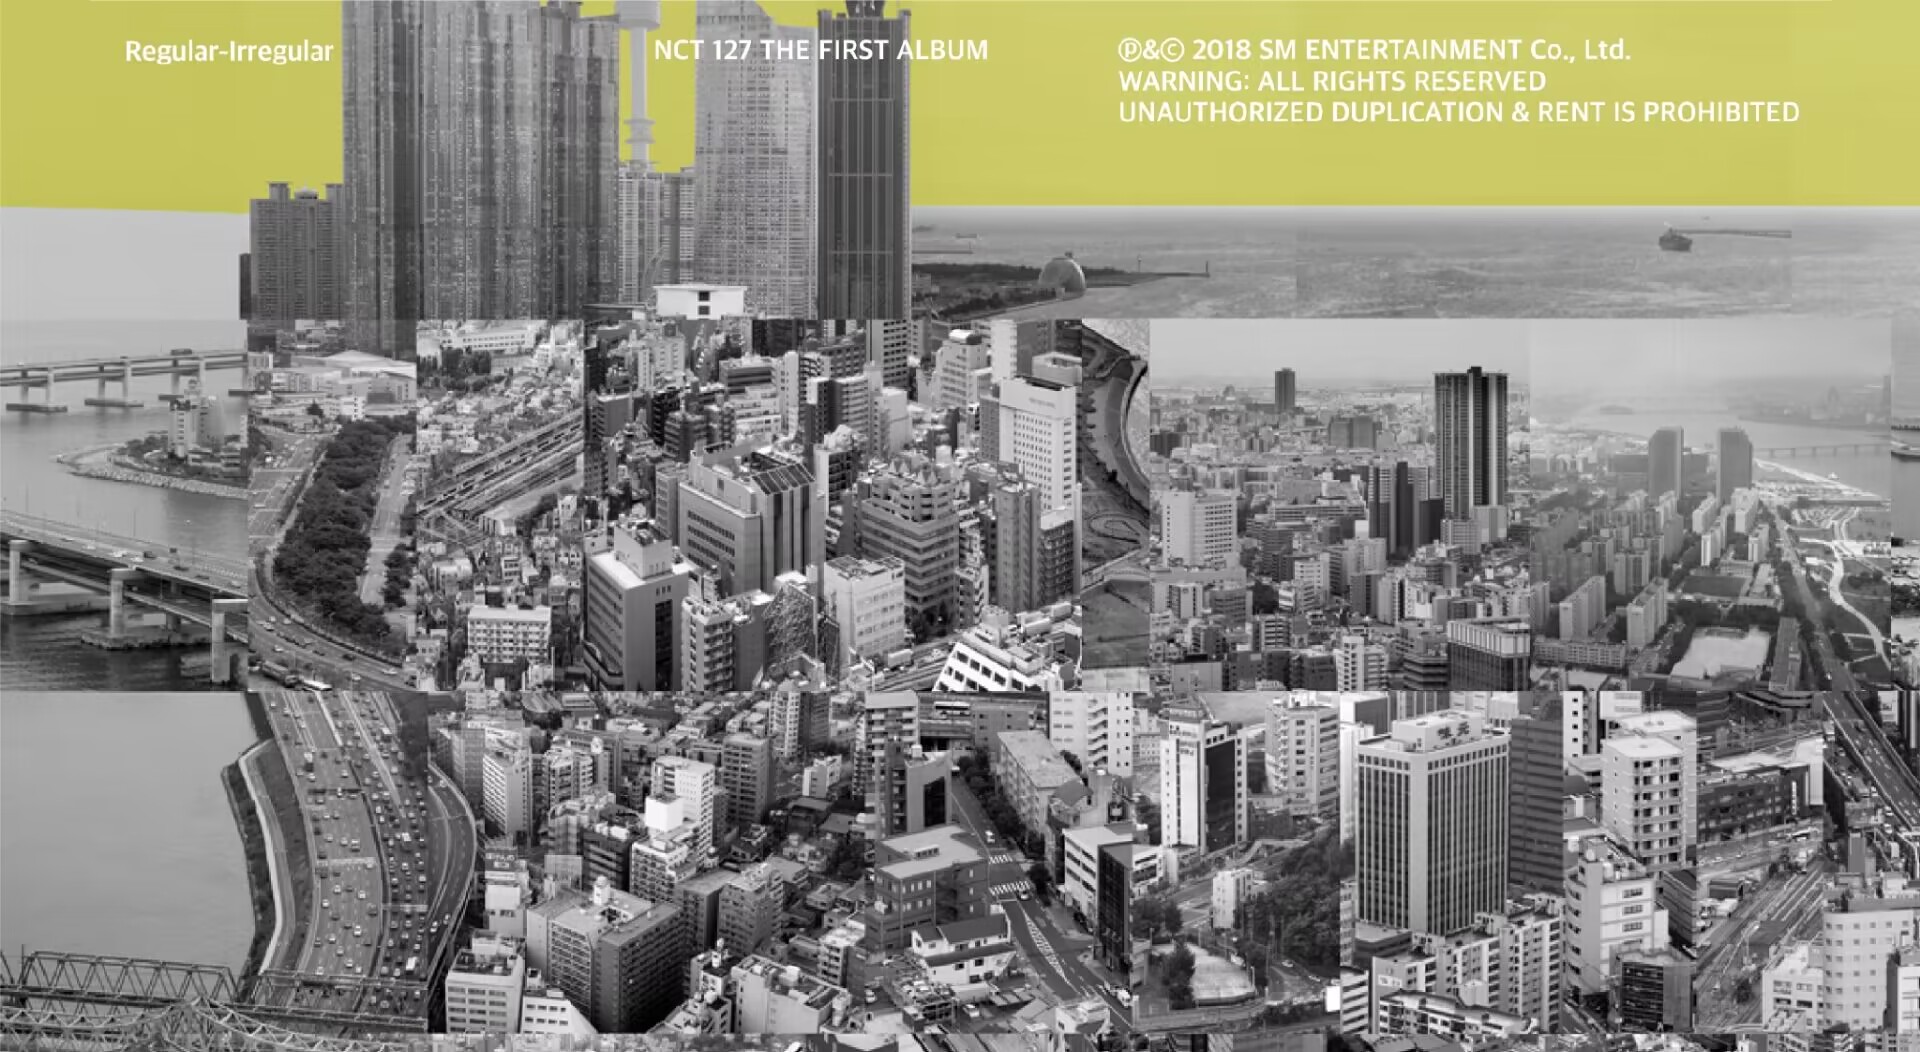 Regular-Irregular
NCT 127 THE FIRST ALBUM
℗&© 2018 SM ENTERTAINMENT Co., Ltd.
WARNING: ALL RIGHTS RESERVED
UNAUTHORIZED DUPLICATION & RENT IS PROHIBITED